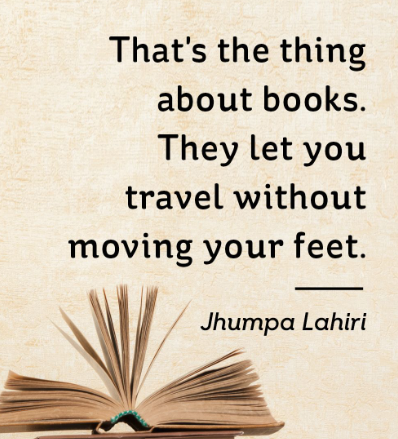 That's the thing
about books.
They let you
travel without
moving your feet.
Jhumpa Lahiri